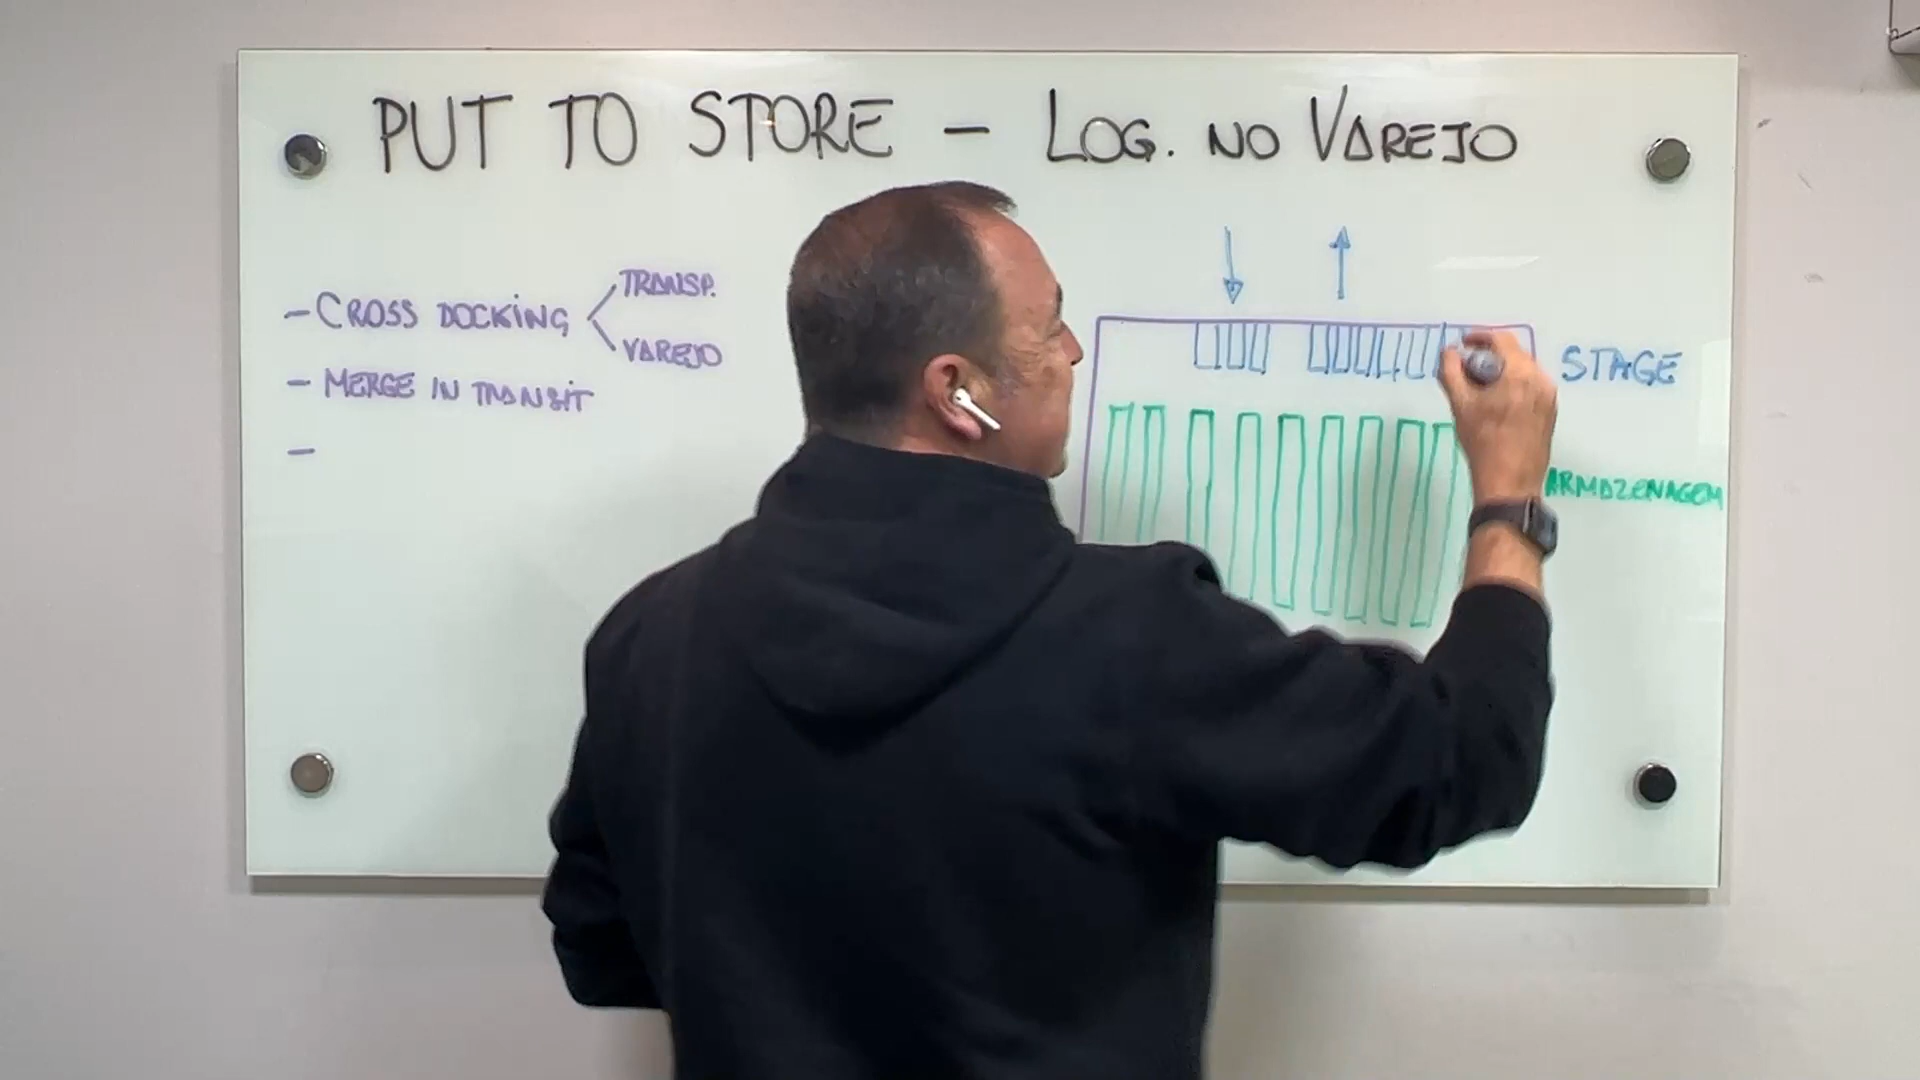 PUT TO STORE - LOG. NO VAREJO
- CROSS DOCKING
TRANSP.
VAREJO
- MERGE IN TRANSIT
-
STAGE
ARMAZENAGEM